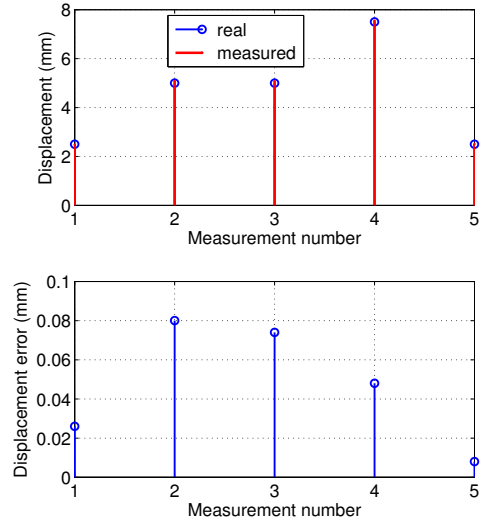 8
6
4
2
0
Displacement (mm)
real
measured
1 2 3 4 5
Measurement number
0.1
0.08
0.06
0.04
0.02
0
Displacement error (mm)
1 2 3 4 5
Measurement number